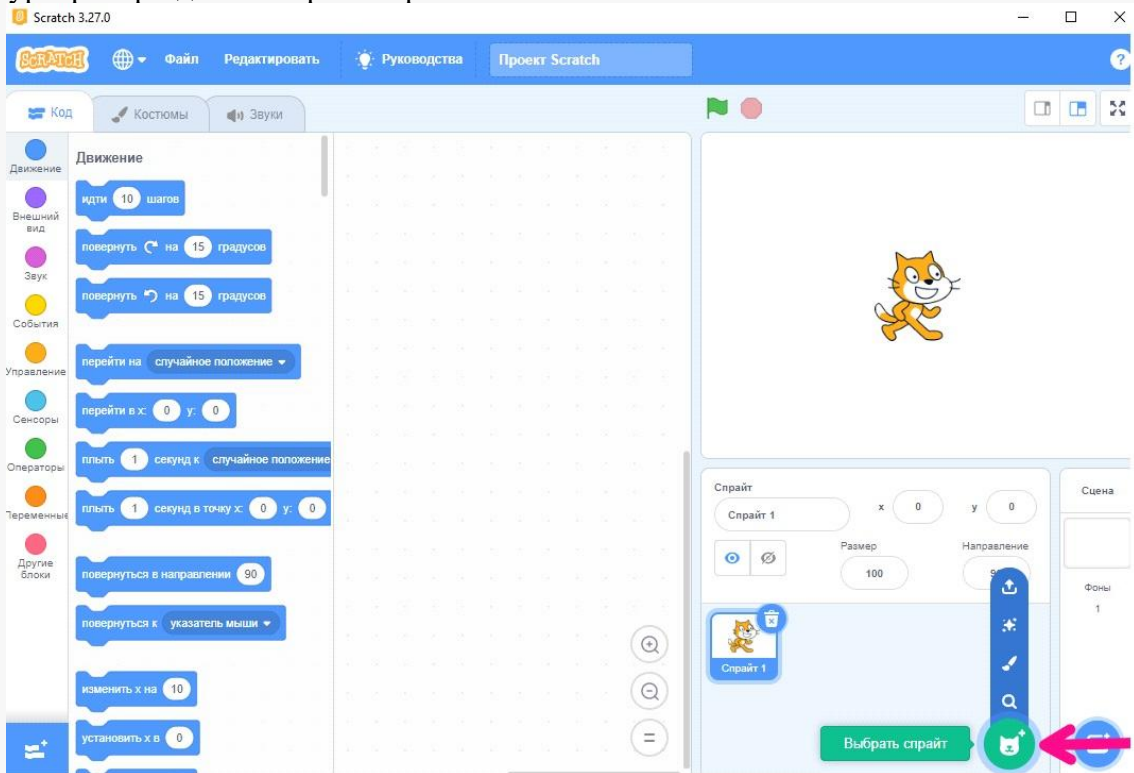 Scratch 3.27.0
SCRATCH Файл Редактировать Руководства Проект Scratch ?
Код Костюмы Звуки
Движение
Внешний
вид
Звук
События
Управление
Сенсоры
Операторы
Переменные
Другие
блоки
Движение
идти 10 шагов
повернуть на 15 градусов
повернуть на 15 градусов
перейти на случайное положение
перейти в x: 0 y: 0
плыть 1 секунд к случайное положение
плыть 1 секунд в точку x: 0 y: 0
повернуться в направлении 90
повернуться к указатель мыши
изменить x на 10
установить x в 0
Спрайт
Спрайт 1 x 0 y 0
Размер Направление
100
Спрайт 1
Выбрать спрайт
Сцена
Фоны
1